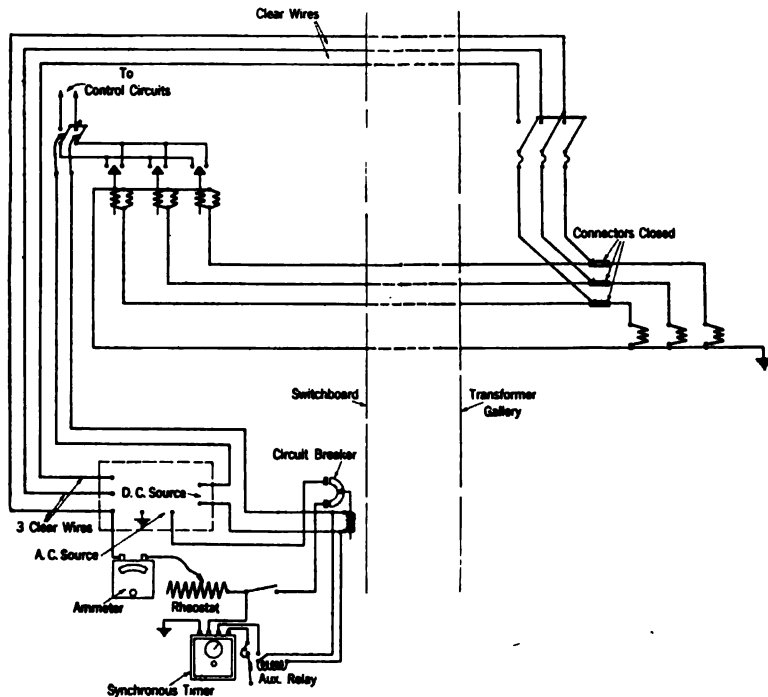 Clear Wires
To
Control Circuits
Connectors Closed
Switchboard
Transformer
Gallery
Circuit Breaker
D. C. Source
3 Clear Wires
A. C. Source
Ammeter
Rheostat
Synchronous Timer
Aux. Relay